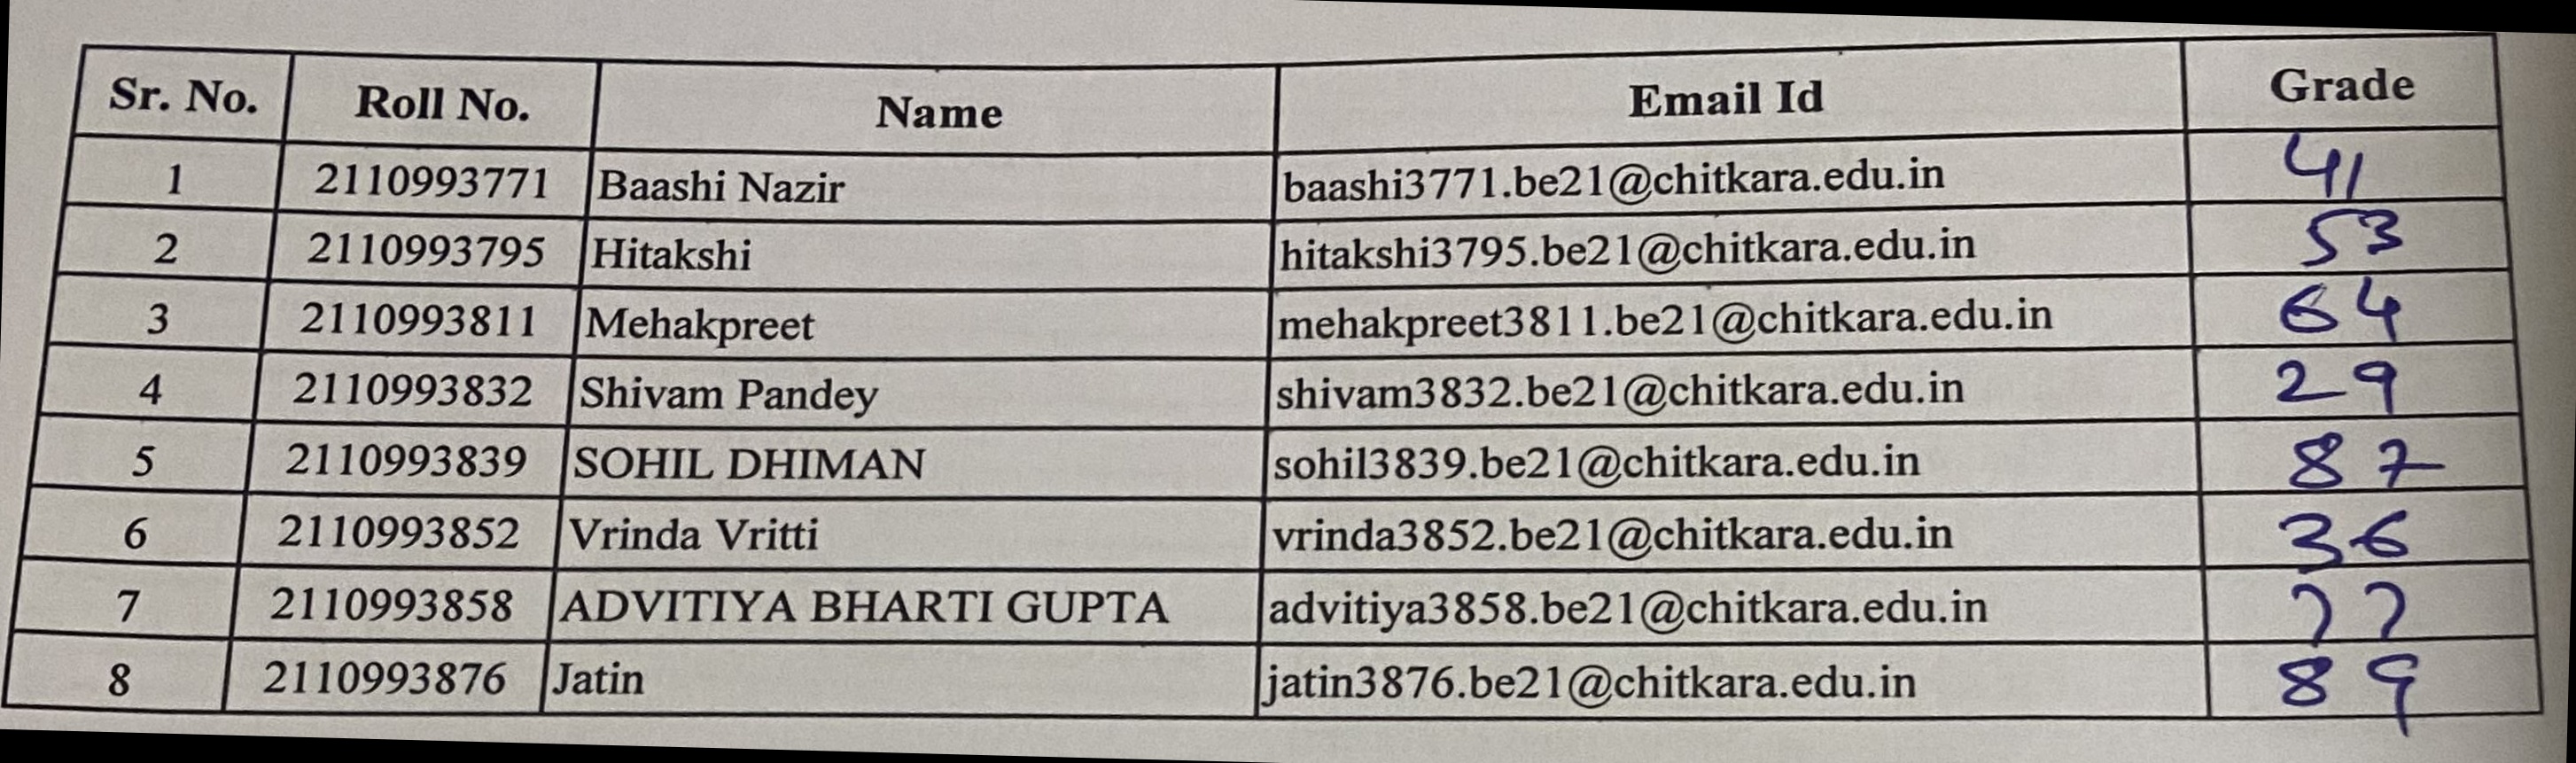 Sr. No. Roll No. Name Email Id Grade
1 2110993771 Baashi Nazir baashi3771.be21@chitkara.edu.in 41
2 2110993795 Hitakshi hitakshi3795.be21@chitkara.edu.in 53
3 2110993811 Mehakpreet mehakpreet3811.be21@chitkara.edu.in 64
4 2110993832 Shivam Pandey shivam3832.be21@chitkara.edu.in 29
5 2110993839 SOHIL DHIMAN sohil3839.be21@chitkara.edu.in 87
6 2110993852 Vrinda Vritti vrinda3852.be21@chitkara.edu.in 36
7 2110993858 ADVITIYA BHARTI GUPTA advitiya3858.be21@chitkara.edu.in 77
8 2110993876 Jatin jatin3876.be21@chitkara.edu.in 89